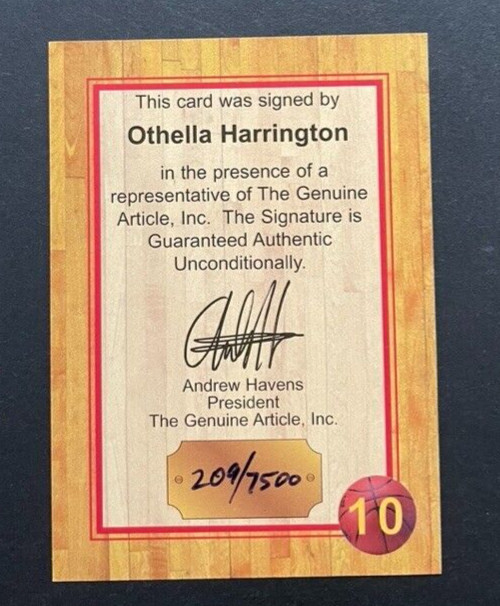 This card was signed by
Othella Harrington
in the presence of a
representative of The Genuine
Article, Inc. The Signature is
Guaranteed Authentic
Unconditionally.
Andrew Havens
President
The Genuine Article, Inc.
209/7500
10